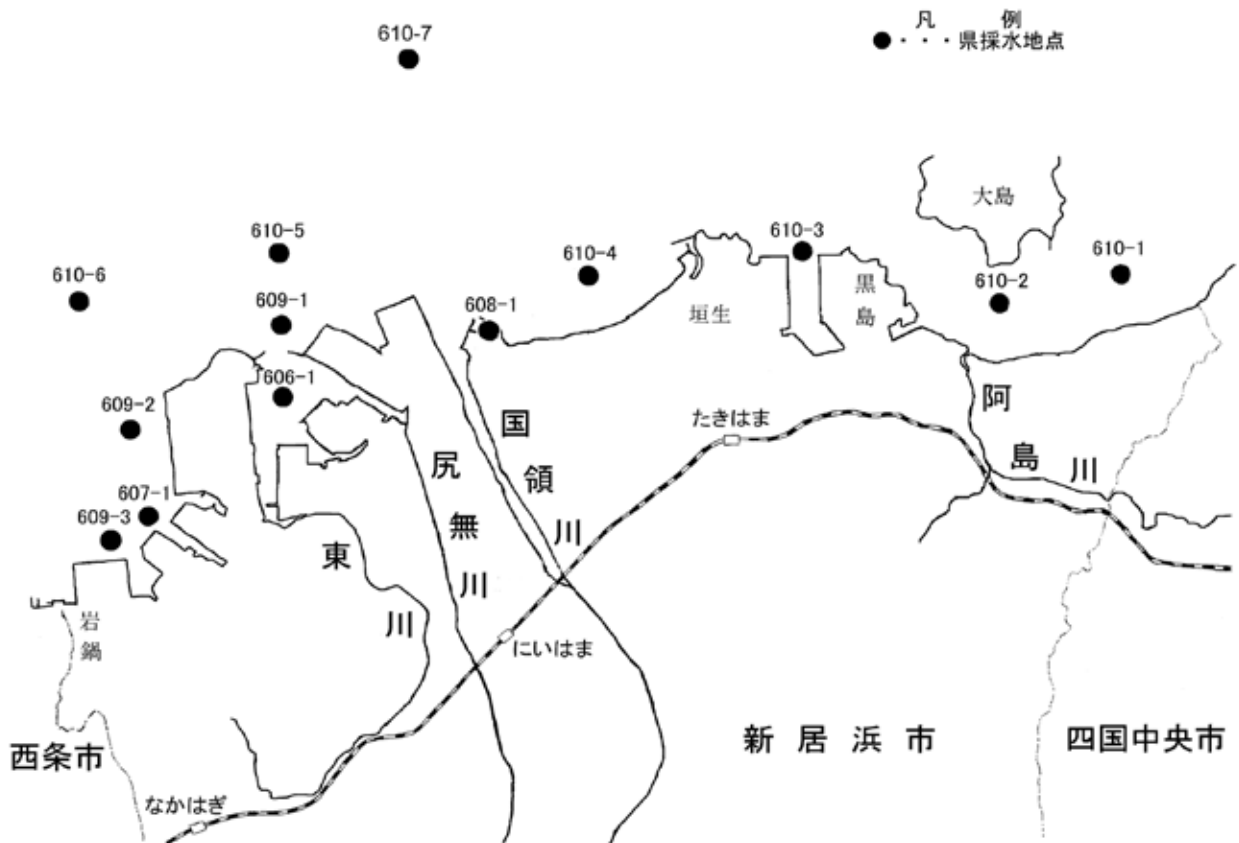 凡 例
●・・・県採水地点
610-7
大島
610-5
610-4
610-3
610-1
610-6
610-2
609-1
608-1
垣生
黒島
606-1
609-2
たきはま
阿島川
国領川
尻無川
607-1
609-3
東川
岩鍋
にいはま
西条市
新居浜市
四国中央市
なかはぎ